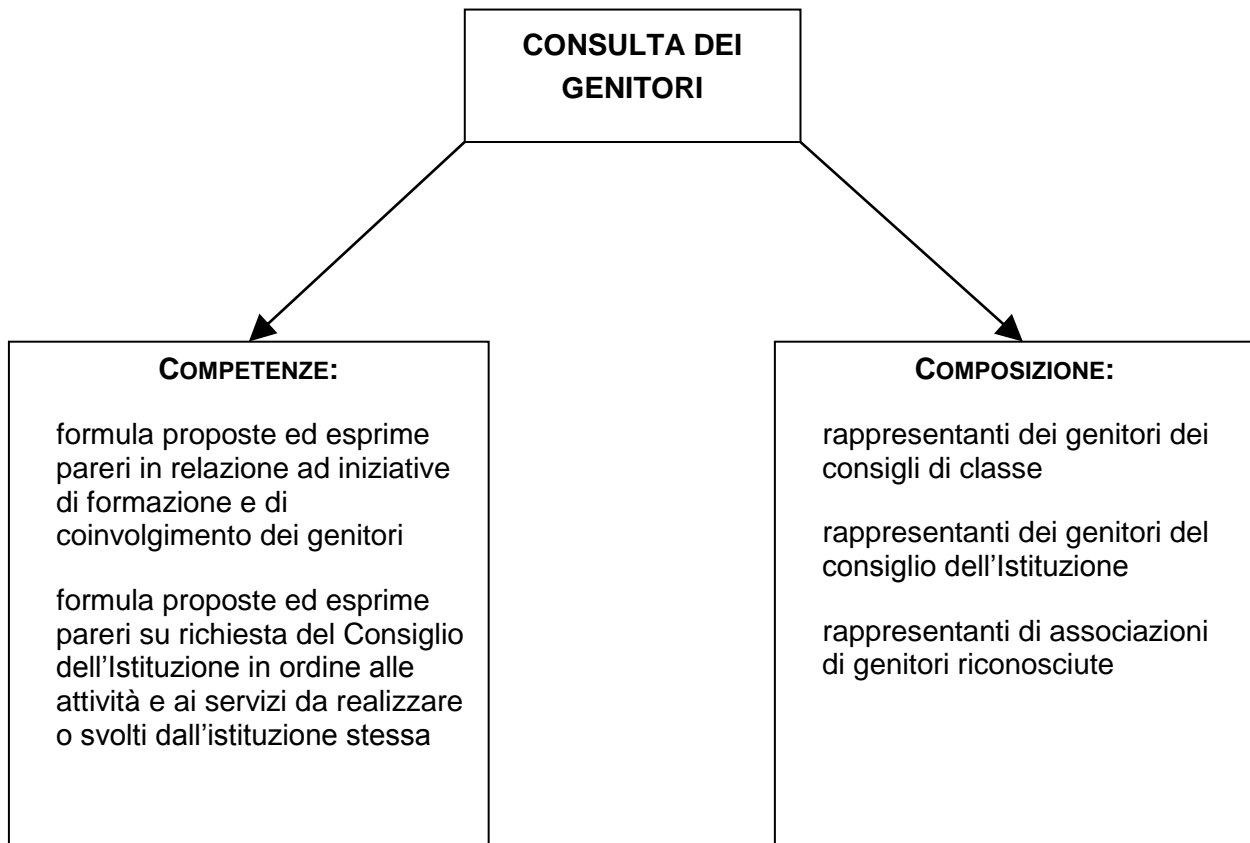 CONSULTA DEI
GENITORI
COMPETENZE:
formula proposte ed esprime
pareri in relazione ad iniziative
di formazione e di
coinvolgimento dei genitori
formula proposte ed esprime
pareri su richiesta del Consiglio
dell’Istituzione in ordine alle
attività e ai servizi da realizzare
o svolti dall’istituzione stessa
COMPOSIZIONE:
rappresentanti dei genitori dei
consigli di classe
rappresentanti dei genitori del
consiglio dell’Istituzione
rappresentanti di associazioni
di genitori riconosciute